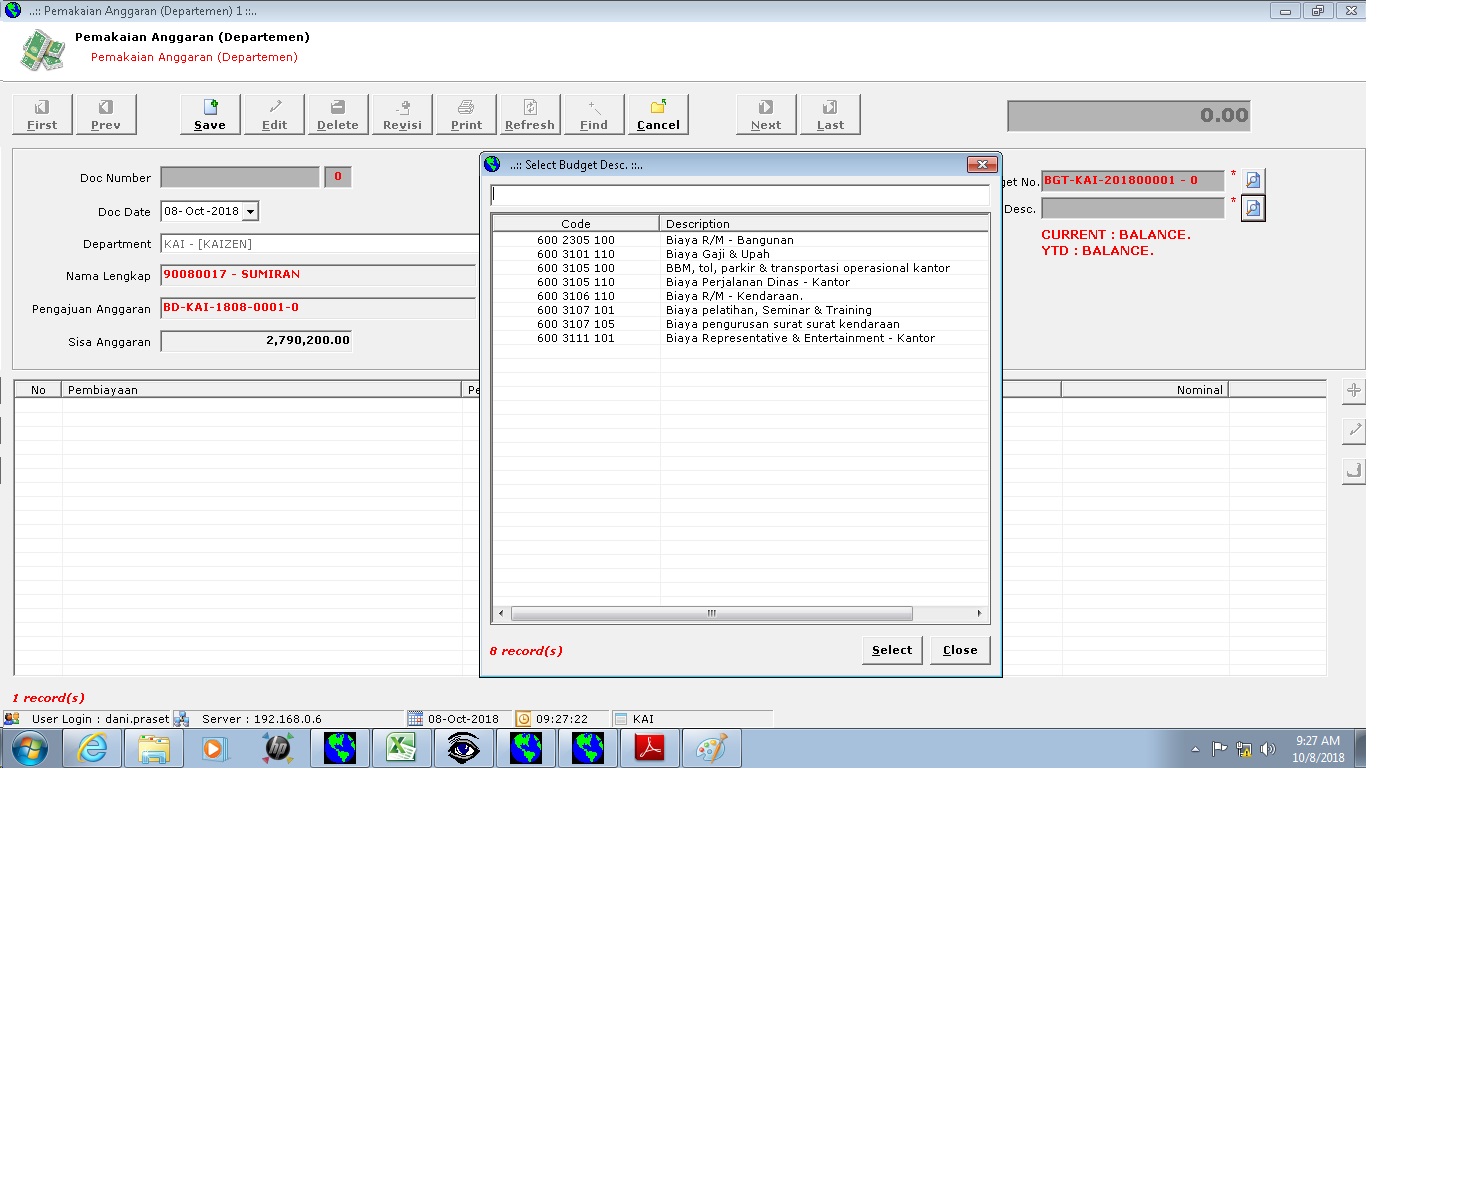 ..:: Pemakaian Anggaran (Departemen) 1 ::..
Pemakaian Anggaran (Departemen)
Pemakaian Anggaran (Departemen)
First Prev Save Edit Delete Revisi Print Refresh Find Cancel Next Last
0.00
Doc Number 0
Doc Date 08-Oct-2018
Department KAI - [KAIZEN]
Nama Lengkap 90080017 - SUMIRAN
Pengajuan Anggaran BD-KAI-1808-0001-0
Sisa Anggaran 2,790,200.00
get No. BGT-KAI-201800001 - 0 *
Desc. *
CURRENT : BALANCE.
YTD : BALANCE.
..:: Select Budget Desc. ::..
Code Description
600 2305 100 Biaya R/M - Bangunan
600 3101 110 Biaya Gaji & Upah
600 3105 100 BBM, tol, parkir & transportasi operasional kantor
600 3105 110 Biaya Perjalanan Dinas - Kantor
600 3106 110 Biaya R/M - Kendaraan.
600 3107 101 Biaya pelatihan, Seminar & Training
600 3107 105 Biaya pengurusan surat surat kendaraan
600 3111 101 Biaya Representative & Entertainment - Kantor
8 record(s) Select Close
No Pembiayaan Pe Nominal
1 record(s)
User Login : dani.praset Server : 192.168.0.6 08-Oct-2018 09:27:22 KAI
9:27 AM
10/8/2018